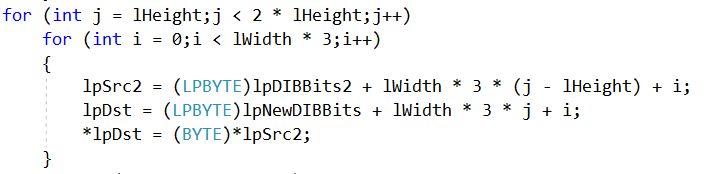 for (int j = lHeight;j < 2 * lHeight;j++)
for (int i = 0;i < lWidth * 3;i++)
{
lpSrc2 = (LPBYTE)lpDIBBits2 + lWidth * 3 * (j - lHeight) + i;
lpDst = (LPBYTE)lpNewDIBBits + lWidth * 3 * j + i;
*lpDst = (BYTE)*lpSrc2;
}